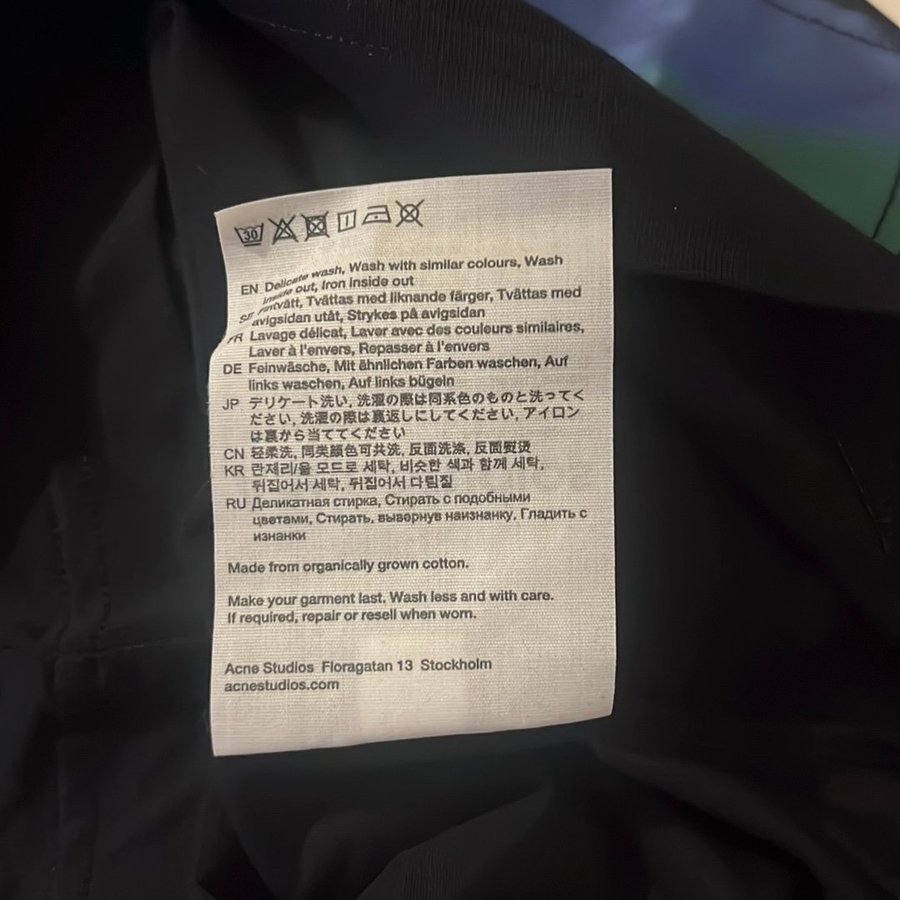 30
EN Delicate wash, Wash with similar colours, Wash
inside out, Iron inside out
SE Fintvätt, Tvättas med liknande färger, Tvättas med
avigsidan utåt, Strykes på avigsidan
FR Lavage délicat, Laver avec des couleurs similaires,
Laver à l'envers, Repasser à l'envers
DE Feinwäsche, Mit ähnlichen Farben waschen, Auf
links waschen, Auf links bügeln
JP デリケート洗い, 洗濯の際は同系色のものと洗ってく
ださい, 洗濯の際は裏返しにしてください, アイロン
は裏から当ててください
CN 轻柔洗, 同类颜色可共洗, 反面洗涤, 反面熨烫
KR 란제리/울 모드로 세탁, 비슷한 색과 함께 세탁,
뒤집어서 세탁, 뒤집어서 다림질
RU Деликатная стирка, Стирать с подобными
цветами, Стирать, вывернув наизнанку, Гладить с
изнанки
Made from organically grown cotton.
Make your garment last. Wash less and with care.
If required, repair or resell when worn.
Acne Studios Floragatan 13 Stockholm
acnestudios.com